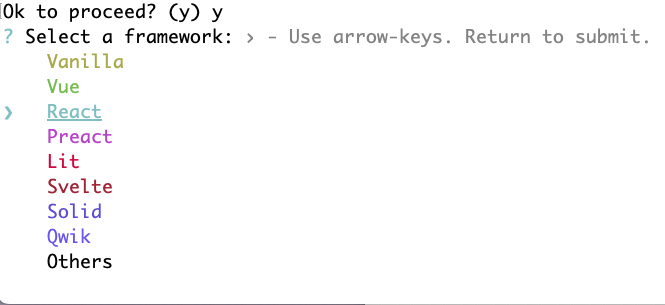 Ok to proceed? (y) y
? Select a framework: › - Use arrow-keys. Return to submit.
Vanilla
Vue
❯ React
Preact
Lit
Svelte
Solid
Qwik
Others